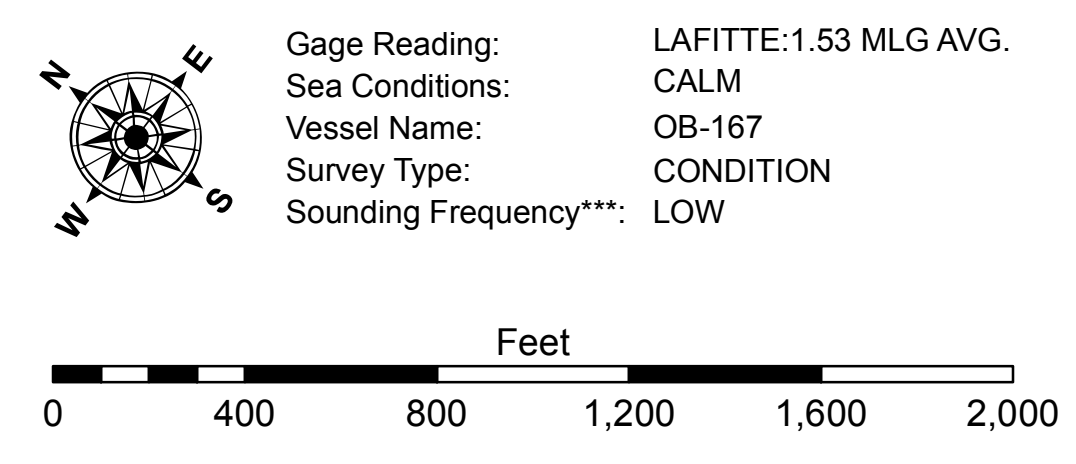 N
E
W
S
Gage Reading: LAFITTE:1.53 MLG AVG.
Sea Conditions: CALM
Vessel Name: OB-167
Survey Type: CONDITION
Sounding Frequency***: LOW
Feet
0 400 800 1,200 1,600 2,000